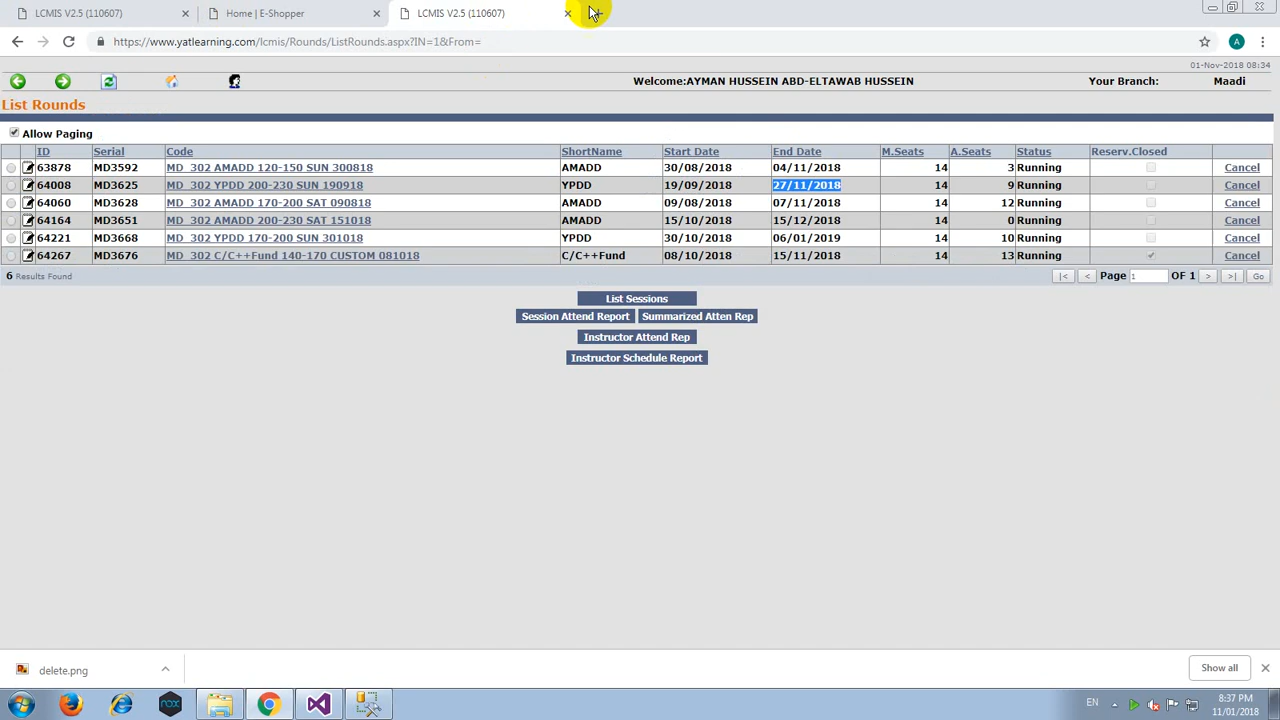 LCMIS V2.5 (110607)
Home | E-Shopper
LCMIS V2.5 (110607)
https://www.yatlearning.com/lcmis/Rounds/ListRounds.aspx?IN=1&From=
A
01-Nov-2018 08:34
Welcome:AYMAN HUSSEIN ABD-ELTAWAB HUSSEIN Your Branch: Maadi
List Rounds
Allow Paging
ID Serial Code ShortName Start Date End Date M.Seats A.Seats Status Reserv.Closed
63878 MD3592 MD_302 AMADD 120-150 SUN 300818 AMADD 30/08/2018 04/11/2018 14 3 Running Cancel
64008 MD3625 MD_302 YPDD 200-230 SUN 190918 YPDD 19/09/2018 27/11/2018 14 9 Running Cancel
64060 MD3628 MD_302 AMADD 170-200 SAT 090818 AMADD 09/08/2018 07/11/2018 14 12 Running Cancel
64164 MD3651 MD_302 AMADD 200-230 SAT 151018 AMADD 15/10/2018 15/12/2018 14 0 Running Cancel
64221 MD3668 MD_302 YPDD 170-200 SUN 301018 YPDD 30/10/2018 06/01/2019 14 10 Running Cancel
64267 MD3676 MD_302 C/C++Fund 140-170 CUSTOM 081018 C/C++Fund 08/10/2018 15/11/2018 14 13 Running Cancel
6 Results Found |< < Page 1 OF 1 > >| Go
List Sessions
Session Attend Report Summarized Atten Rep
Instructor Attend Rep
Instructor Schedule Report
delete.png Show all
nox
EN 8:37 PM
11/01/2018